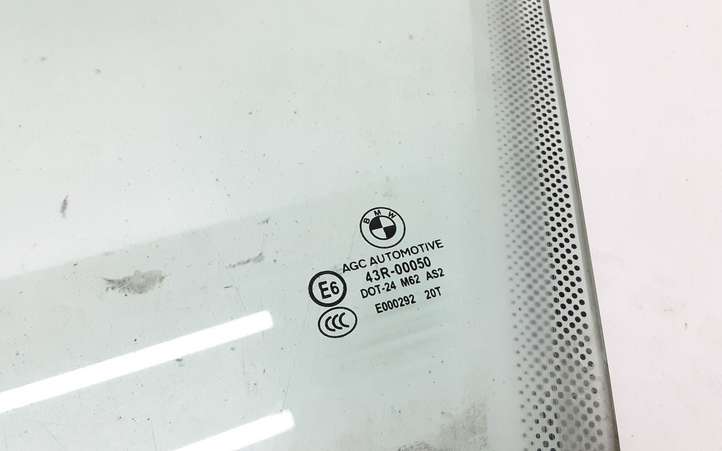 BMW
AGC AUTOMOTIVE
43R-00050
E6
DOT-24 M62 AS2
E000292 20T
CCC